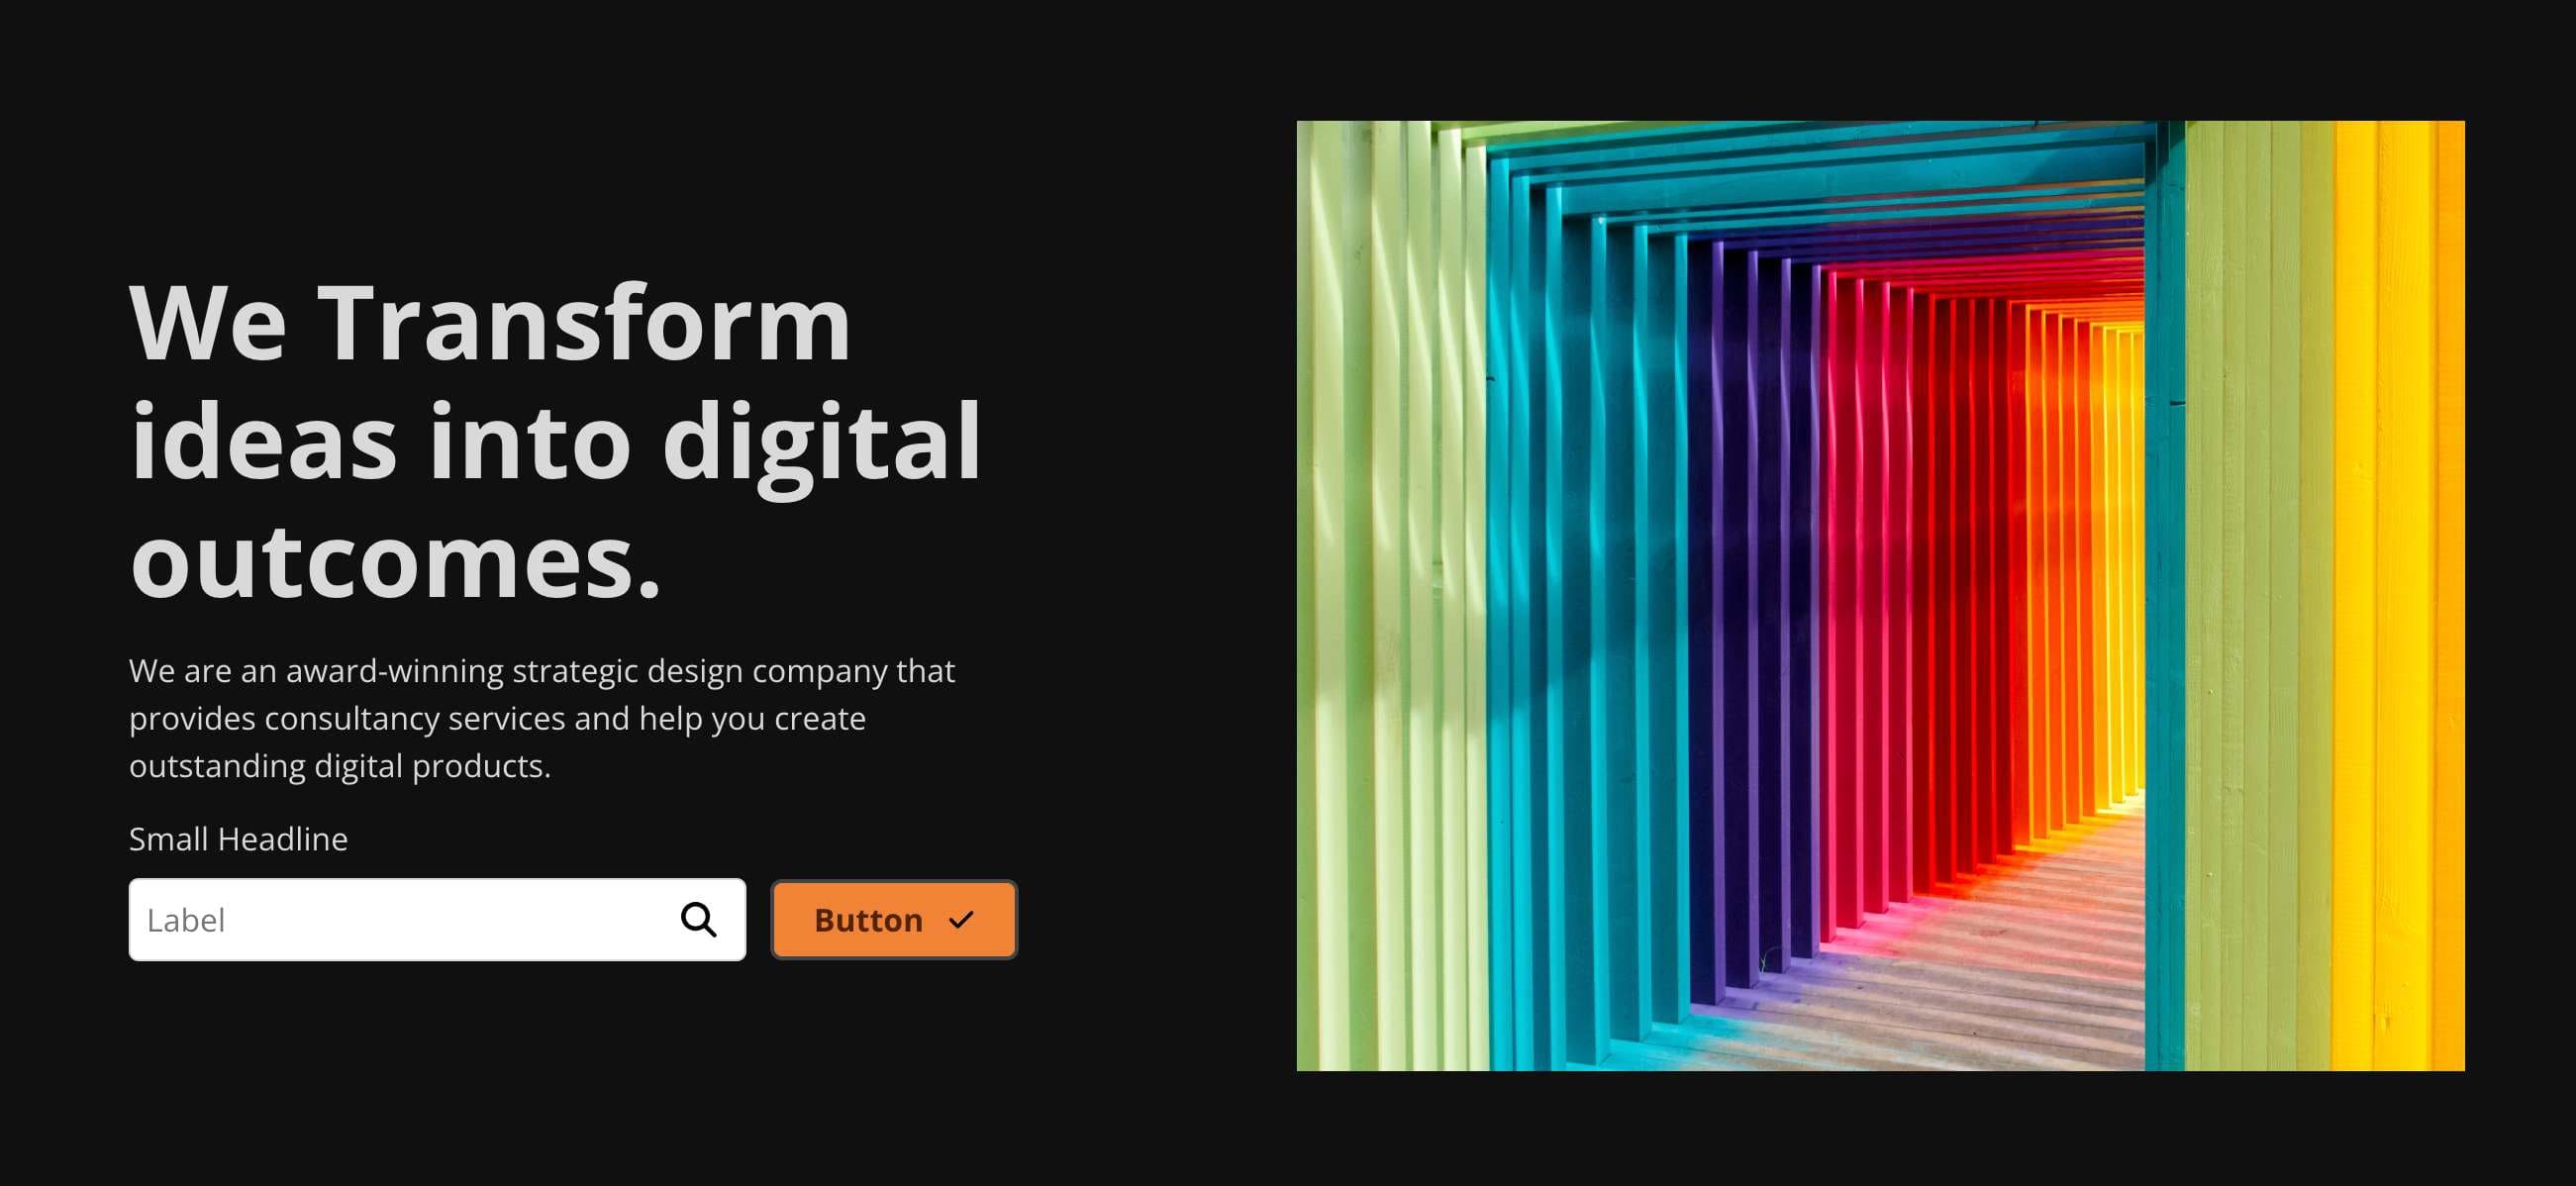 We Transform
ideas into digital
outcomes.
We are an award-winning strategic design company that
provides consultancy services and help you create
outstanding digital products.
Small Headline
Label
Button